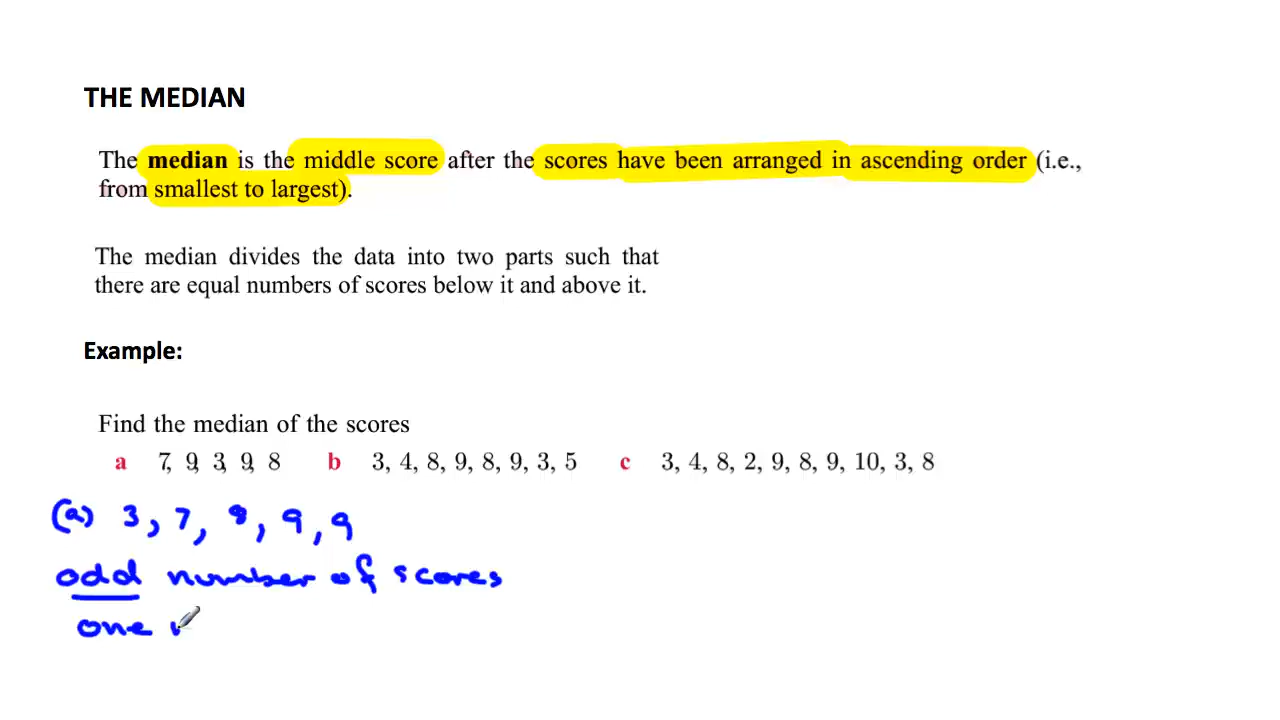 THE MEDIAN
The median is the middle score after the scores have been arranged in ascending order (i.e.,
from smallest to largest).
The median divides the data into two parts such that
there are equal numbers of scores below it and above it.
Example:
Find the median of the scores
a 7, 9, 3, 9, 8 b 3, 4, 8, 9, 8, 9, 3, 5 c 3, 4, 8, 2, 9, 8, 9, 10, 3, 8
(a) 3, 7, 8, 9, 9
odd number of scores
one